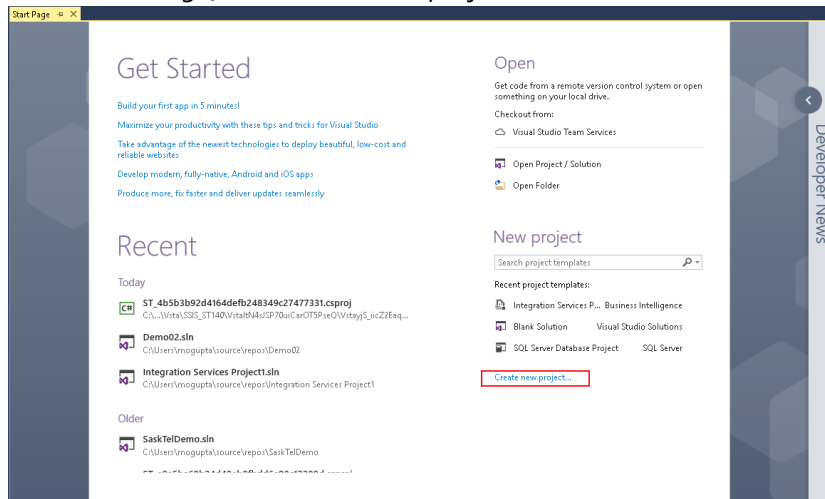 Start Page
Get Started
Build your first app in 5 minutes!
Maximize your productivity with these tips and tricks for Visual Studio
Take advantage of the newest technologies to deploy beautiful, low-cost and
reliable websites
Develop modern, fully-native, Android and iOS apps
Produce more, fix faster and deliver updates seamlessly
Recent
Today
ST_4b5b3b92d4164defb248349c27477331.csproj
C:\...\Vsta\SSIS_ST140\VstaItN4sJSP70uiCarOT5PseQ\VstayjS_iicZ2Eaq...
Demo02.sln
C:\Users\mogupta\source\repos\Demo02
Integration Services Project1.sln
C:\Users\mogupta\source\repos\Integration Services Project1
Older
SaskTelDemo.sln
C:\Users\mogupta\source\repos\SaskTelDemo
Open
Get code from a remote version control system or open
something on your local drive.
Checkout from:
Visual Studio Team Services
Open Project / Solution
Open Folder
New project
Search project templates
Recent project templates:
Integration Services P... Business Intelligence
Blank Solution Visual Studio Solutions
SQL Server Database Project SQL Server
Create new project...
Developer News